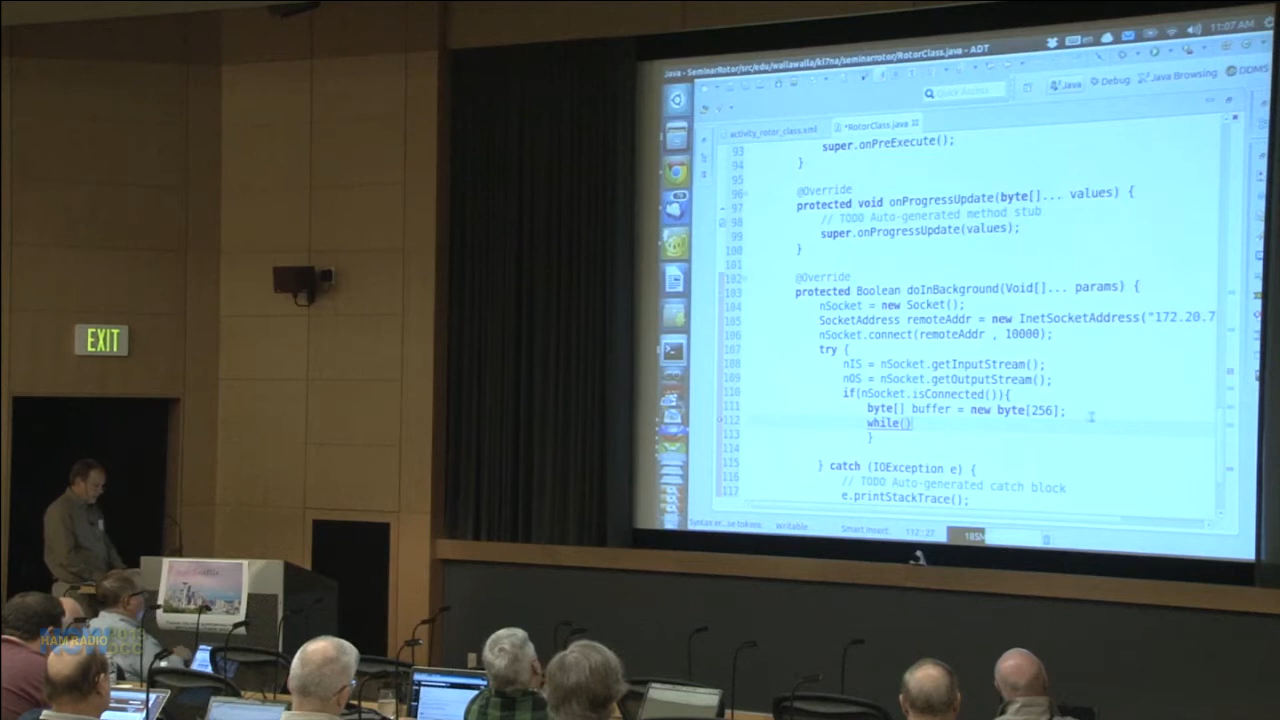 11:07 AM
Java - SeminarRotor/src/edu/wallawalla/kl7na/seminarrotor/RotorClass.java - ADT
Quick Access
Java
Debug
Java Browsing
DDMS
activity_rotor_class.xml
*RotorClass.java
93 super.onPreExecute();
94 }
95
96 @Override
97 protected void onProgressUpdate(byte[]... values) {
98 // TODO Auto-generated method stub
99 super.onProgressUpdate(values);
100 }
101
102 @Override
103 protected Boolean doInBackground(Void[]... params) {
104 nSocket = new Socket();
105 SocketAddress remoteAddr = new InetSocketAddress("172.20.7
106 nSocket.connect(remoteAddr , 10000);
107 try {
108 nIS = nSocket.getInputStream();
109 nOS = nSocket.getOutputStream();
110 if(nSocket.isConnected()){
111 byte[] buffer = new byte[256];
112 while()
113 }
114
115 } catch (IOException e) {
116 // TODO Auto-generated catch block
117 e.printStackTrace();
Syntax er...se tokens.
Writable
Smart Insert
112 : 27
185M
EXIT
HAM RADIO